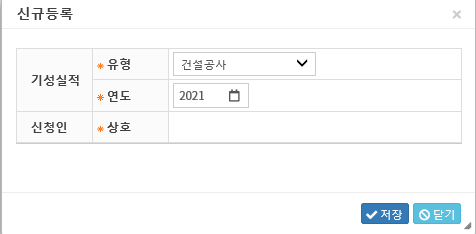 신규등록
기성실적
* 유형
건설공사
* 연도
2021
신청인
* 상호
저장
닫기